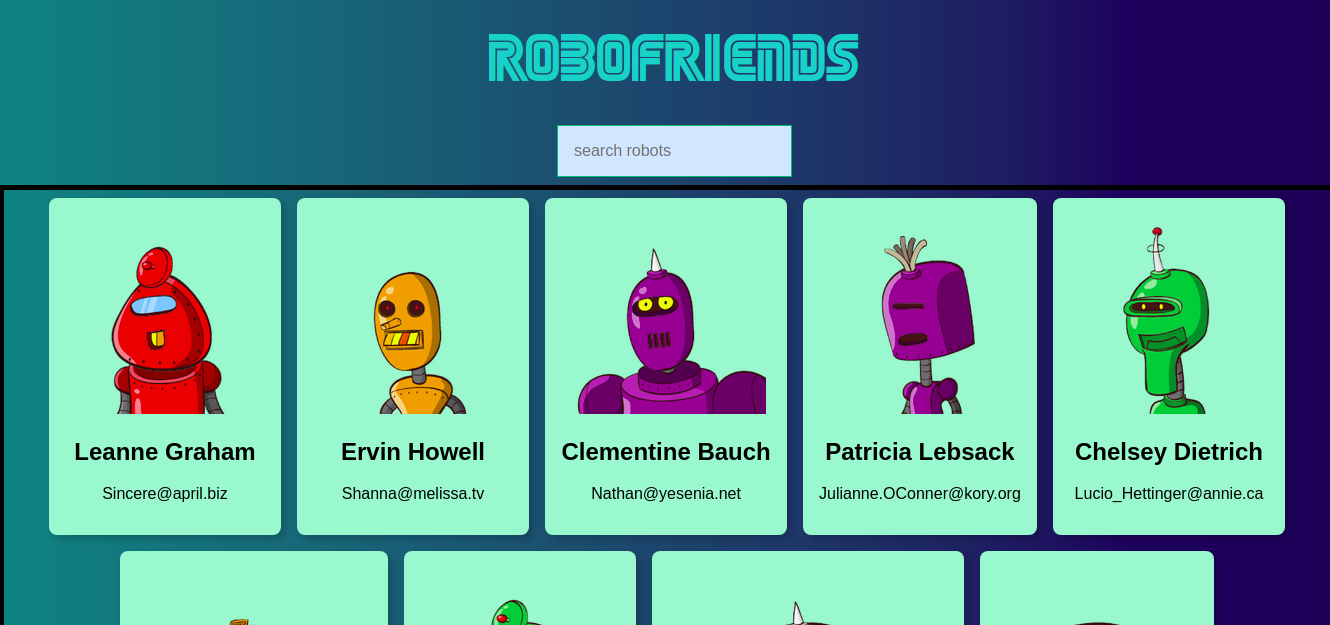 ROBOFRIENDS
search robots
Leanne Graham
Sincere@april.biz
Ervin Howell
Shanna@melissa.tv
Clementine Bauch
Nathan@yesenia.net
Patricia Lebsack
Julianne.OConner@kory.org
Chelsey Dietrich
Lucio_Hettinger@annie.ca